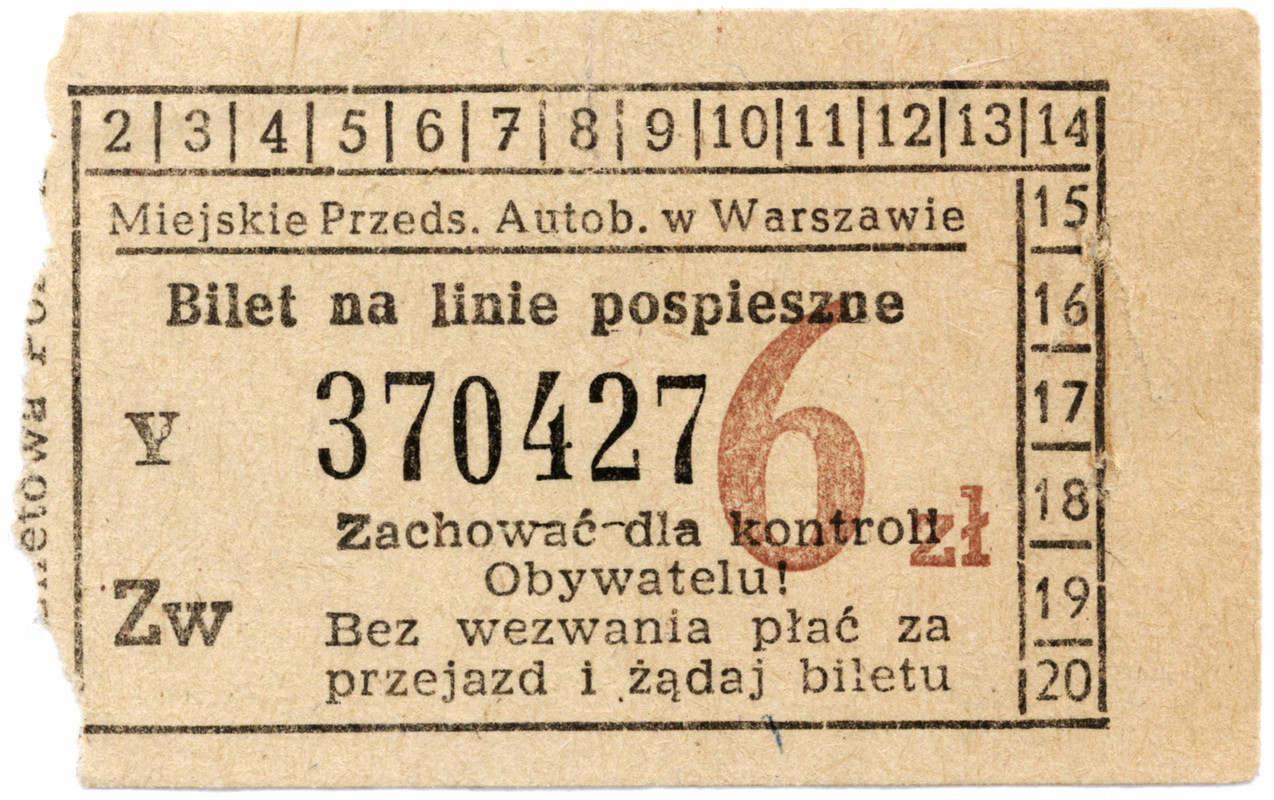 2 | 3 | 4 | 5 | 6 | 7 | 8 | 9 | 10 | 11 | 12 | 13 | 14
15
Miejskie Przeds. Autob. w Warszawie
16
Bilet na linie pospieszne
17
Y 370427
6 zł
18
Zachować dla kontroli
Obywatelu!
19
Zw
Bez wezwania płać za
przejazd i żądaj biletu
20